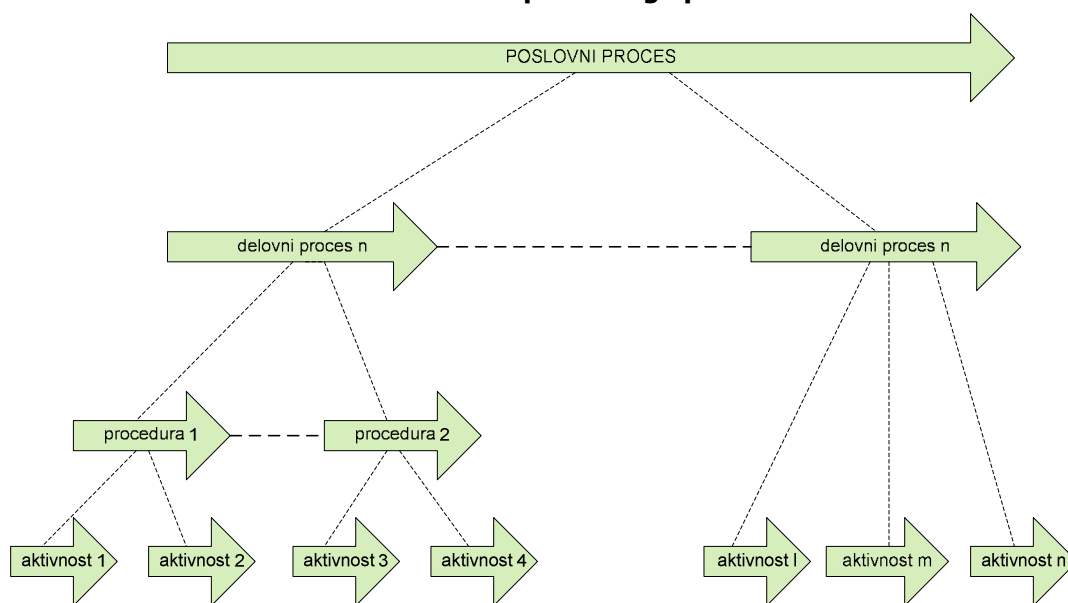 POSLOVNI PROCES
delovni proces n
delovni proces n
procedura 1
procedura 2
aktivnost 1
aktivnost 2
aktivnost 3
aktivnost 4
aktivnost l
aktivnost m
aktivnost n